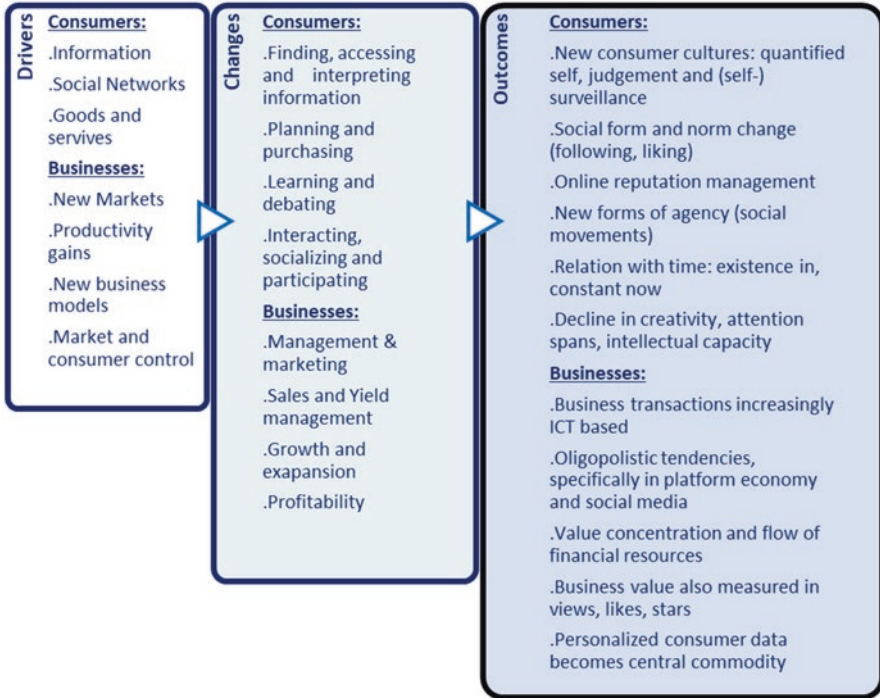 Drivers
Consumers:
.Information
.Social Networks
.Goods and
servives
Businesses:
.New Markets
.Productivity
gains
.New business
models
.Market and
consumer control
Changes
Consumers:
.Finding, accessing
and interpreting
information
.Planning and
purchasing
.Learning and
debating
.Interacting,
socializing and
participating
Businesses:
.Management &
marketing
.Sales and Yield
management
.Growth and
exapansion
.Profitability
Outcomes
Consumers:
.New consumer cultures: quantified
self, judgement and (self-)
surveillance
.Social form and norm change
(following, liking)
.Online reputation management
.New forms of agency (social
movements)
.Relation with time: existence in,
constant now
.Decline in creativity, attention
spans, intellectual capacity
Businesses:
.Business transactions increasingly
ICT based
.Oligopolistic tendencies,
specifically in platform economy
and social media
.Value concentration and flow of
financial resources
.Business value also measured in
views, likes, stars
.Personalized consumer data
becomes central commodity